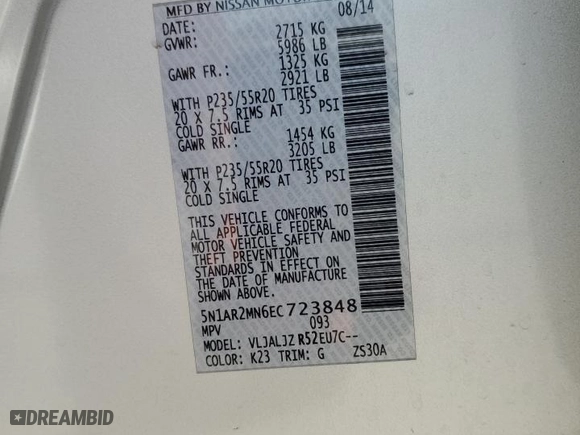 MFD BY NISSAN MOTOR
DATE: 08/14
GVWR: 2715 KG
5986 LB
GAWR FR.: 1325 KG
2921 LB
WITH P235/55R20 TIRES
20 X 7.5 RIMS AT 35 PSI
COLD SINGLE
GAWR RR.: 1454 KG
3205 LB
WITH P235/55R20 TIRES
20 X 7.5 RIMS AT 35 PSI
COLD SINGLE
THIS VEHICLE CONFORMS TO
ALL APPLICABLE FEDERAL
MOTOR VEHICLE SAFETY AND
THEFT PREVENTION
STANDARDS IN EFFECT ON
THE DATE OF MANUFACTURE
SHOWN ABOVE.
5N1AR2MN6EC723848
MPV 093
MODEL: VLJALJZ R52EU7C--
COLOR: K23 TRIM: G ZS30A
DREAMBID